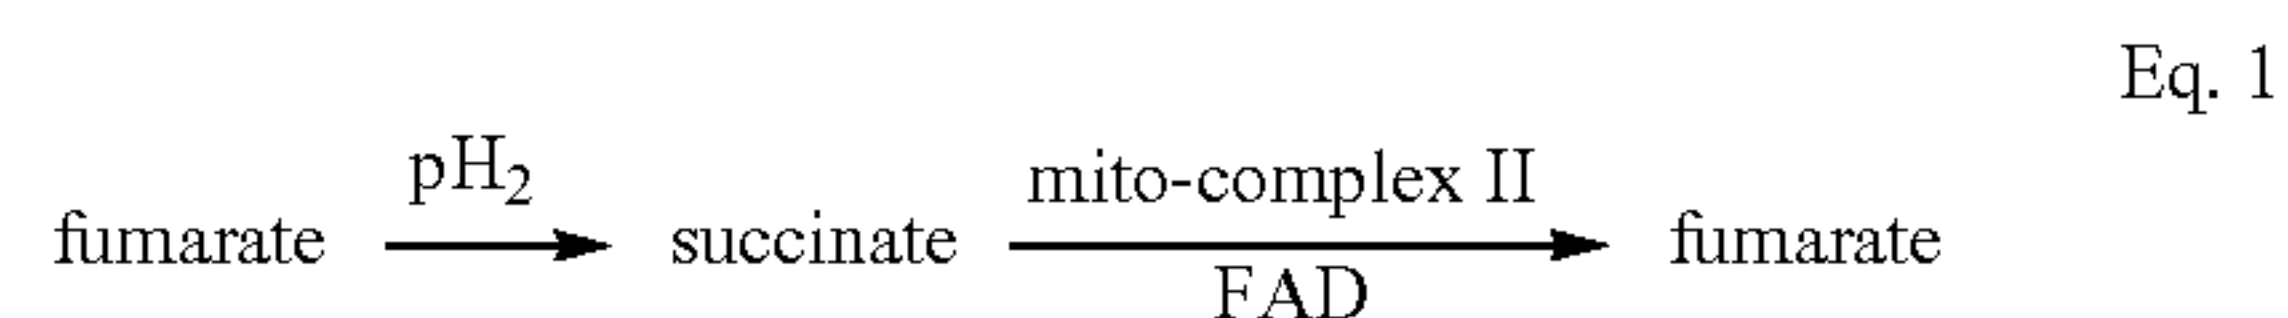 Eq. 1
pH₂ mito-complex II
fumarate succinate fumarate
FAD